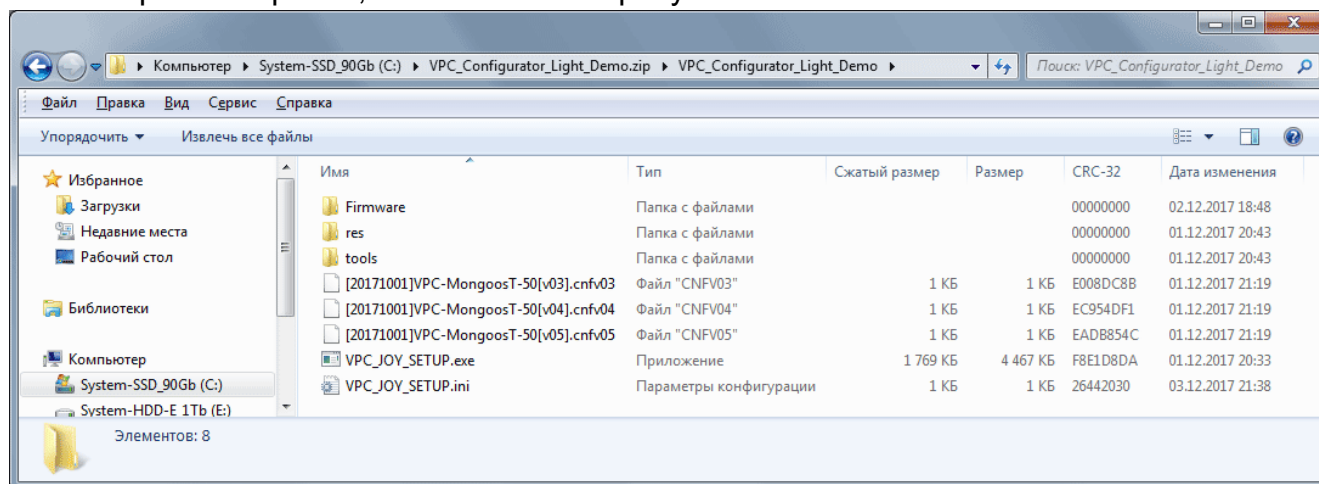 Компьютер ▸ System-SSD_90Gb (C:) ▸ VPC_Configurator_Light_Demo.zip ▸ VPC_Configurator_Light_Demo ▸ Поиск: VPC_Configurator_Light_Demo
Файл Правка Вид Сервис Справка
Упорядочить Извлечь все файлы
Имя Тип Сжатый размер Размер CRC-32 Дата изменения
Избранное
Загрузки
Недавние места
Рабочий стол
Библиотеки
Компьютер
System-SSD_90Gb (C:)
System-HDD-E 1Tb (E:)
Firmware Папка с файлами 00000000 02.12.2017 18:48
res Папка с файлами 00000000 01.12.2017 20:43
tools Папка с файлами 00000000 01.12.2017 20:43
[20171001]VPC-MongoosT-50[v03].cnfv03 Файл "CNFV03" 1 КБ 1 КБ E008DC8B 01.12.2017 21:19
[20171001]VPC-MongoosT-50[v04].cnfv04 Файл "CNFV04" 1 КБ 1 КБ EC954DF1 01.12.2017 21:19
[20171001]VPC-MongoosT-50[v05].cnfv05 Файл "CNFV05" 1 КБ 1 КБ EADB854C 01.12.2017 21:19
VPC_JOY_SETUP.exe Приложение 1 769 КБ 4 467 КБ F8E1D8DA 01.12.2017 20:33
VPC_JOY_SETUP.ini Параметры конфигурации 1 КБ 1 КБ 26442030 03.12.2017 21:38
Элементов: 8